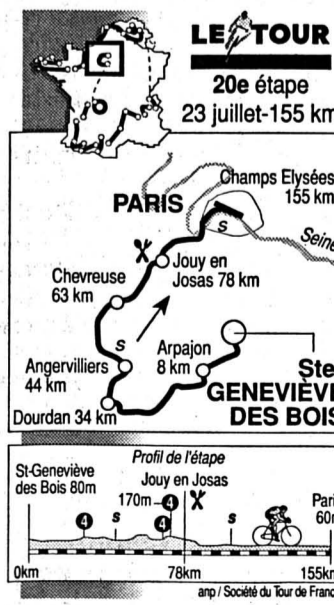 LE TOUR
20e étape
23 juillet-155 km
Champs Elysées
155 km
PARIS
S
Seine
Jouy en
Josas 78 km
Chevreuse
63 km
S
Arpajon
8 km
Angervilliers
44 km
Ste
GENEVIÈVE
DES BOIS
Dourdan 34 km
Profil de l'étape
St-Geneviève
des Bois 80m
Jouy en Josas
170m
4
Pari
60m
4
s
4
s
0km
78km
155km
anp / Société du Tour de Franc